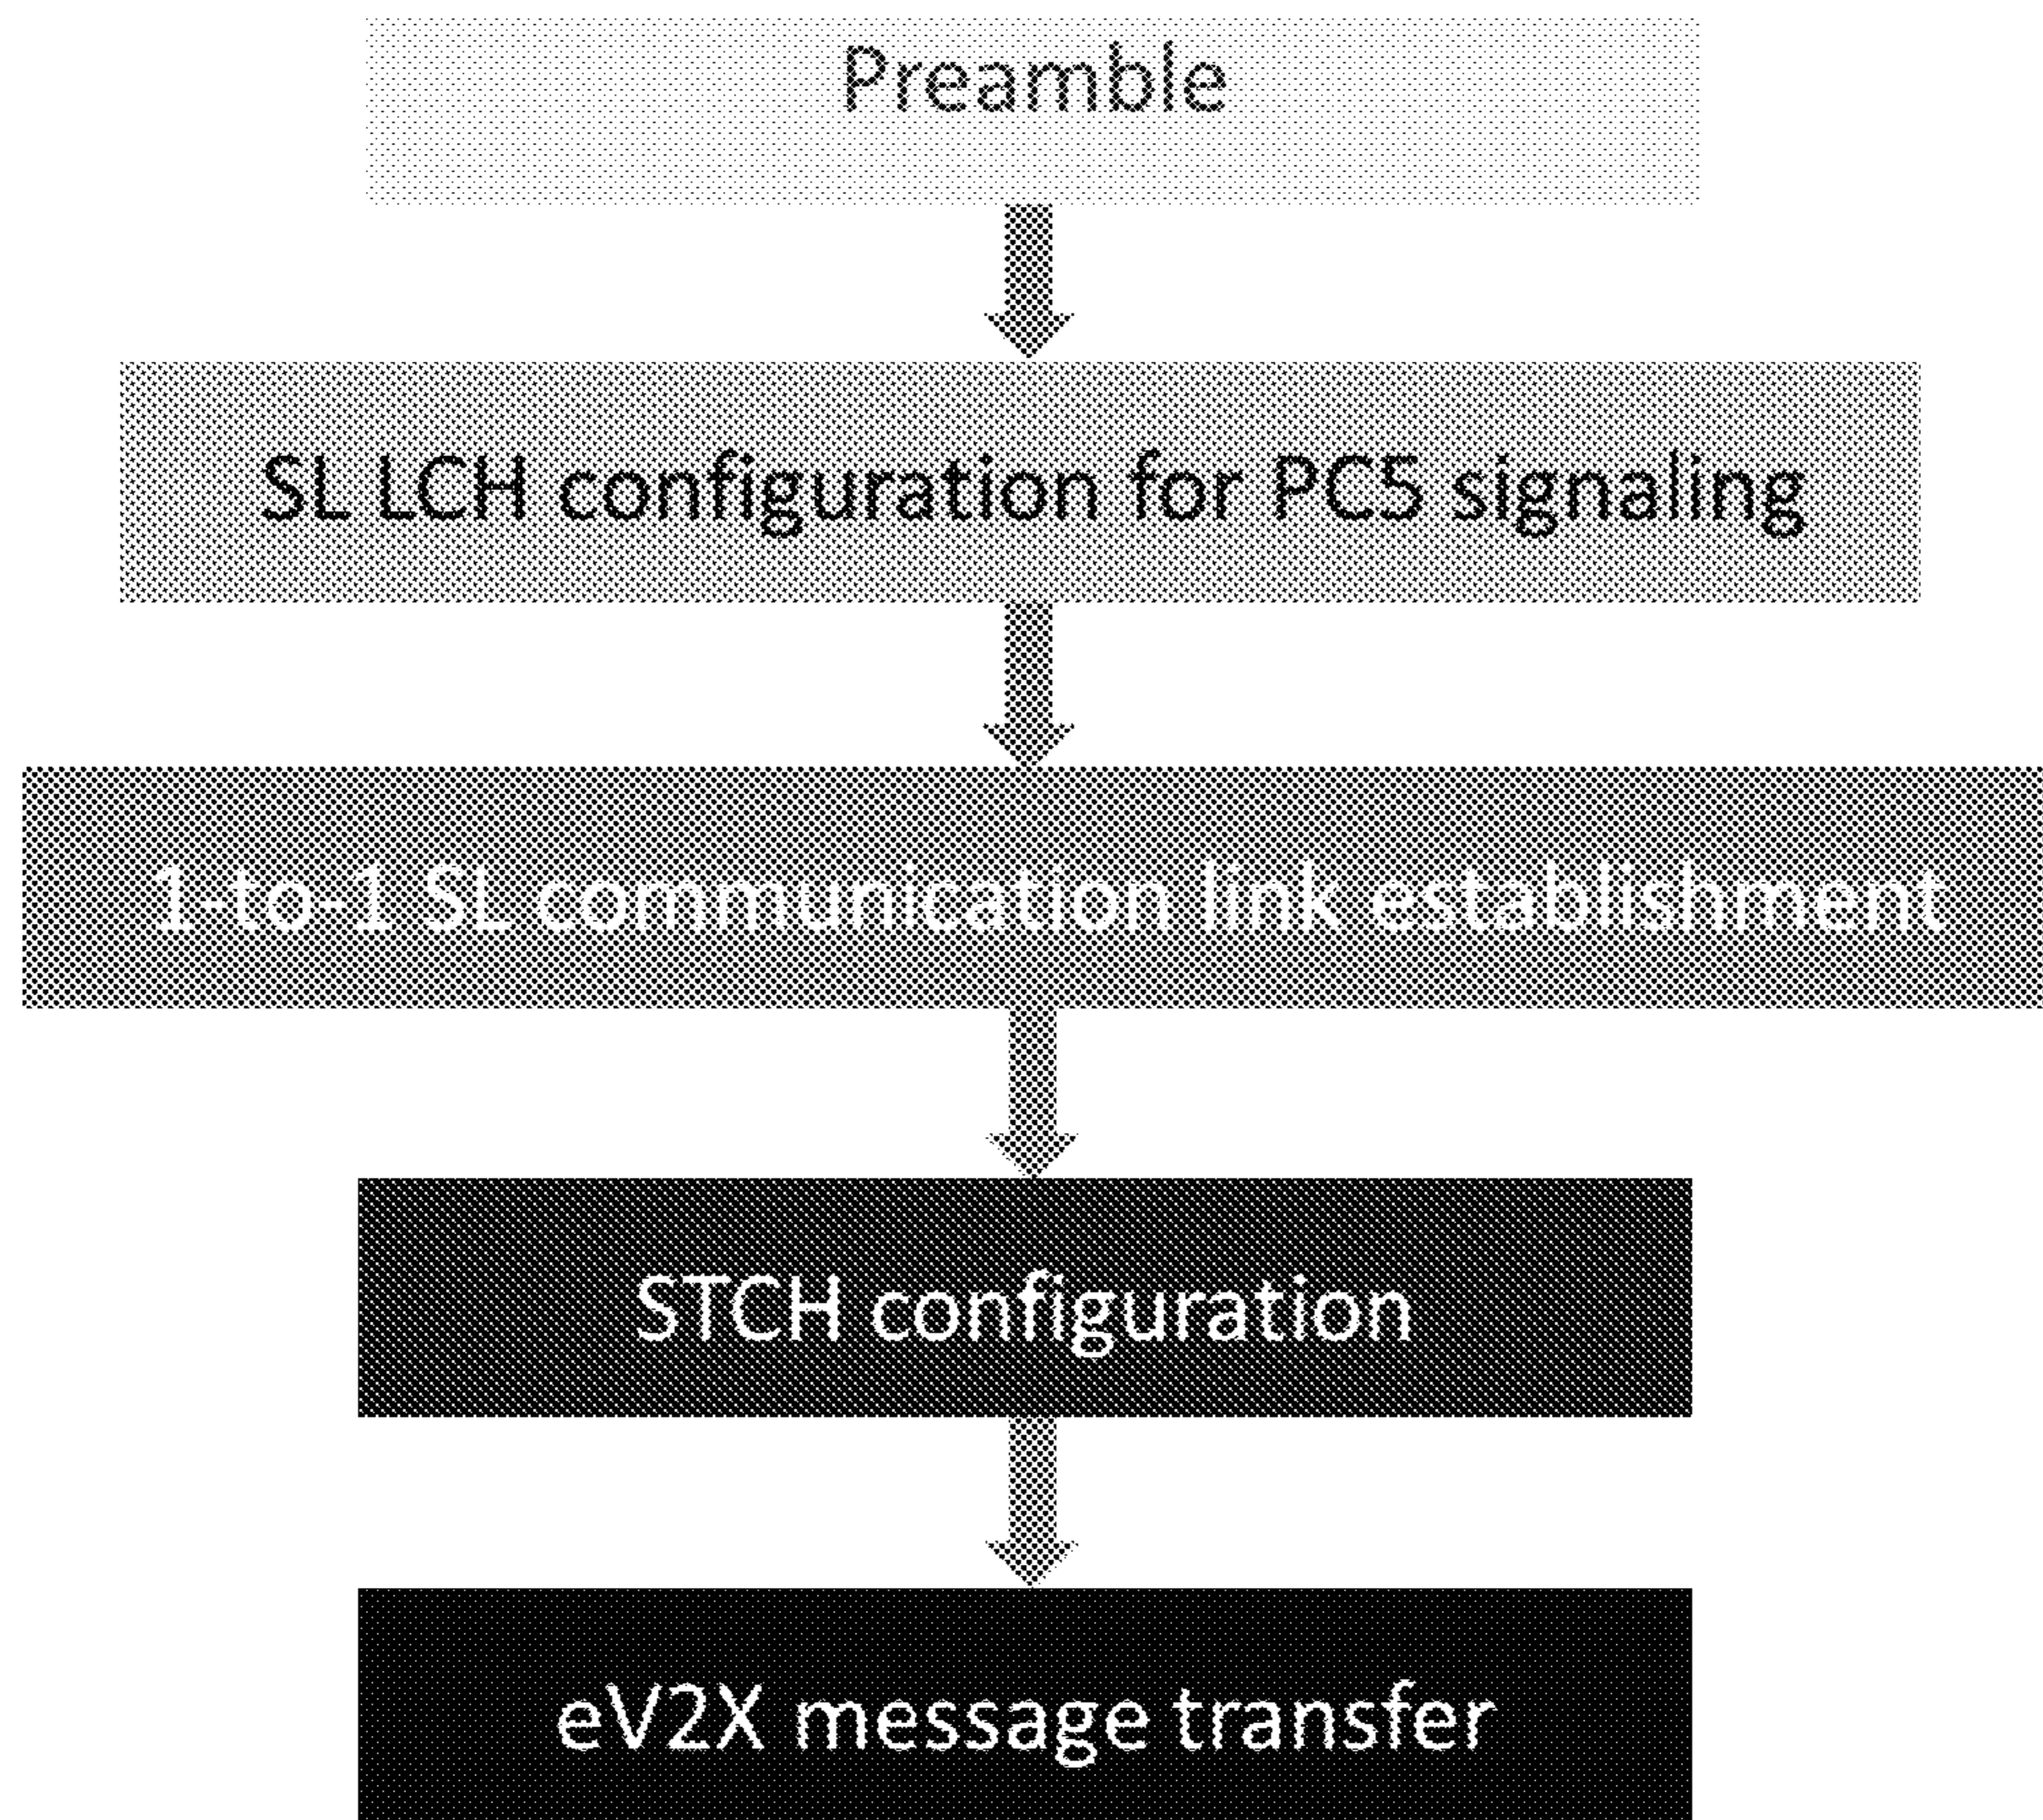 Preamble
SL LCH configuration for PC5 signaling
1-to-1 SL communication link establishment
STCH configuration
eV2X message transfer